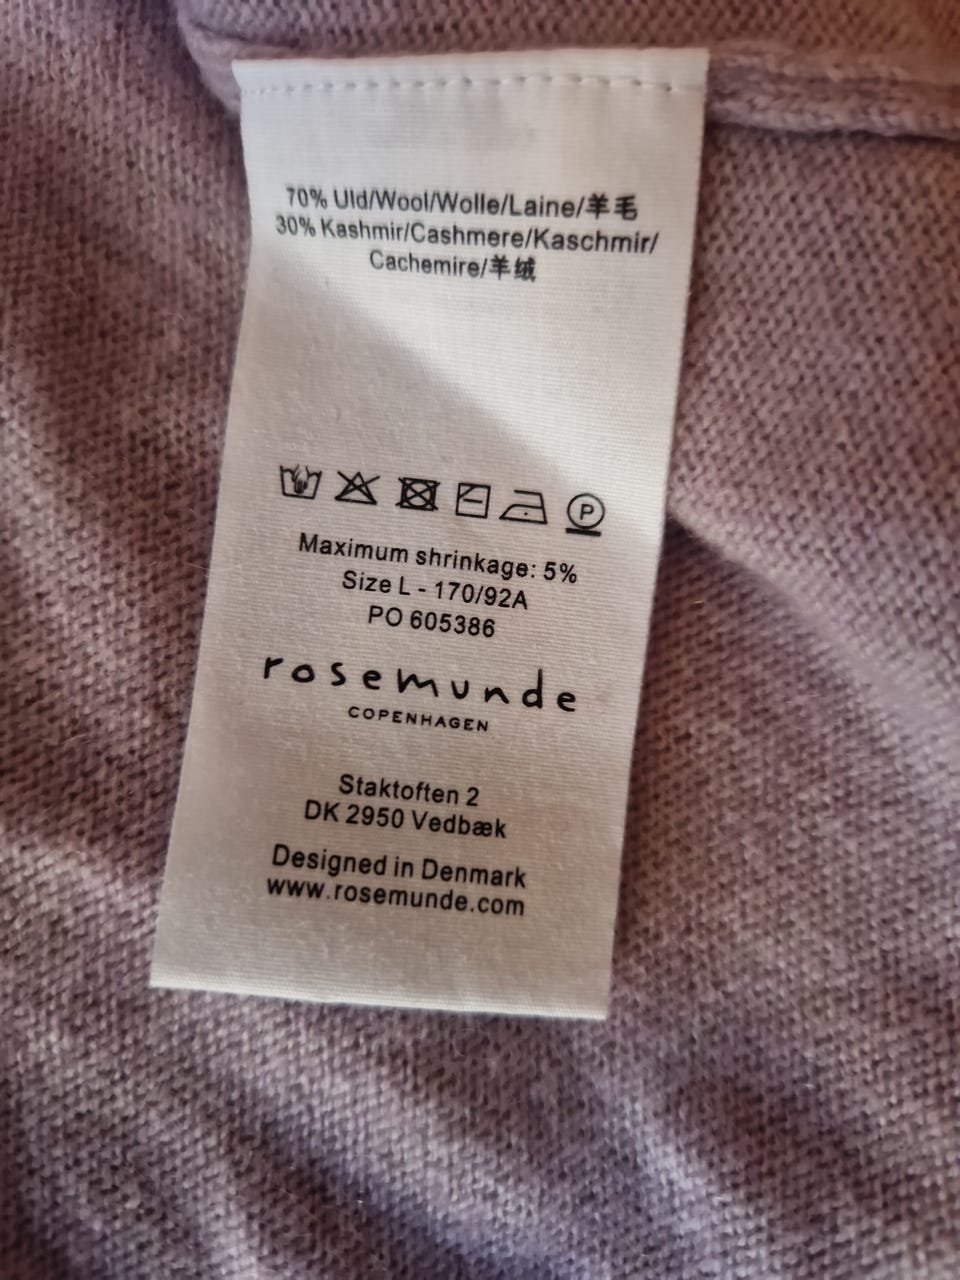 70% Uld/Wool/Wolle/Laine/羊毛
30% Kashmir/Cashmere/Kaschmir/
Cachemire/羊绒
P
Maximum shrinkage: 5%
Size L - 170/92A
PO 605386
rosemunde
COPENHAGEN
Staktoften 2
DK 2950 Vedbæk
Designed in Denmark
www.rosemunde.com